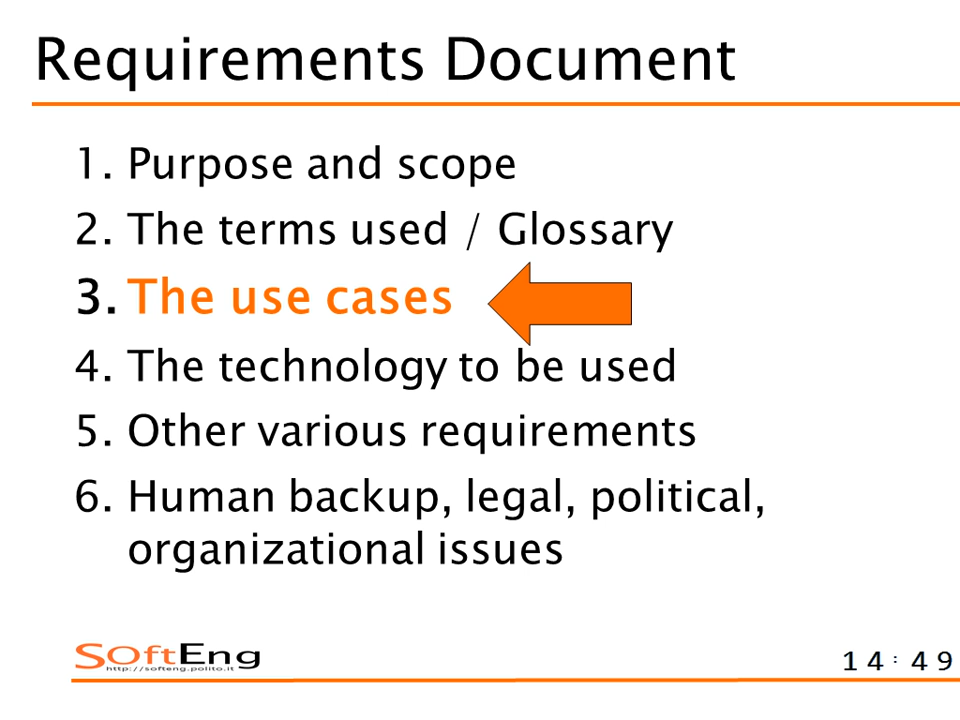 Requirements Document
1. Purpose and scope
2. The terms used / Glossary
3. The use cases
4. The technology to be used
5. Other various requirements
6. Human backup, legal, political,
organizational issues
SOftEng
http://softeng.polito.it
14:49